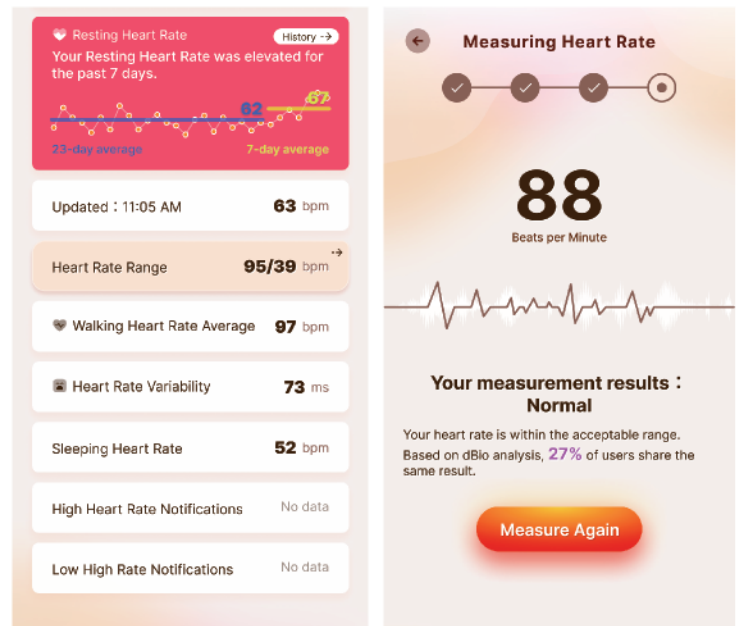 Resting Heart Rate
History →
Your Resting Heart Rate was elevated for
the past 7 days.
62
67
23-day average
7-day average
Updated : 11:05 AM
63 bpm
Heart Rate Range
95/39 bpm
Walking Heart Rate Average
97 bpm
Heart Rate Variability
73 ms
Sleeping Heart Rate
52 bpm
High Heart Rate Notifications
No data
Low High Rate Notifications
No data
Measuring Heart Rate
88
Beats per Minute
Your measurement results :
Normal
Your heart rate is within the acceptable range.
Based on dBio analysis, 27% of users share the
same result.
Measure Again